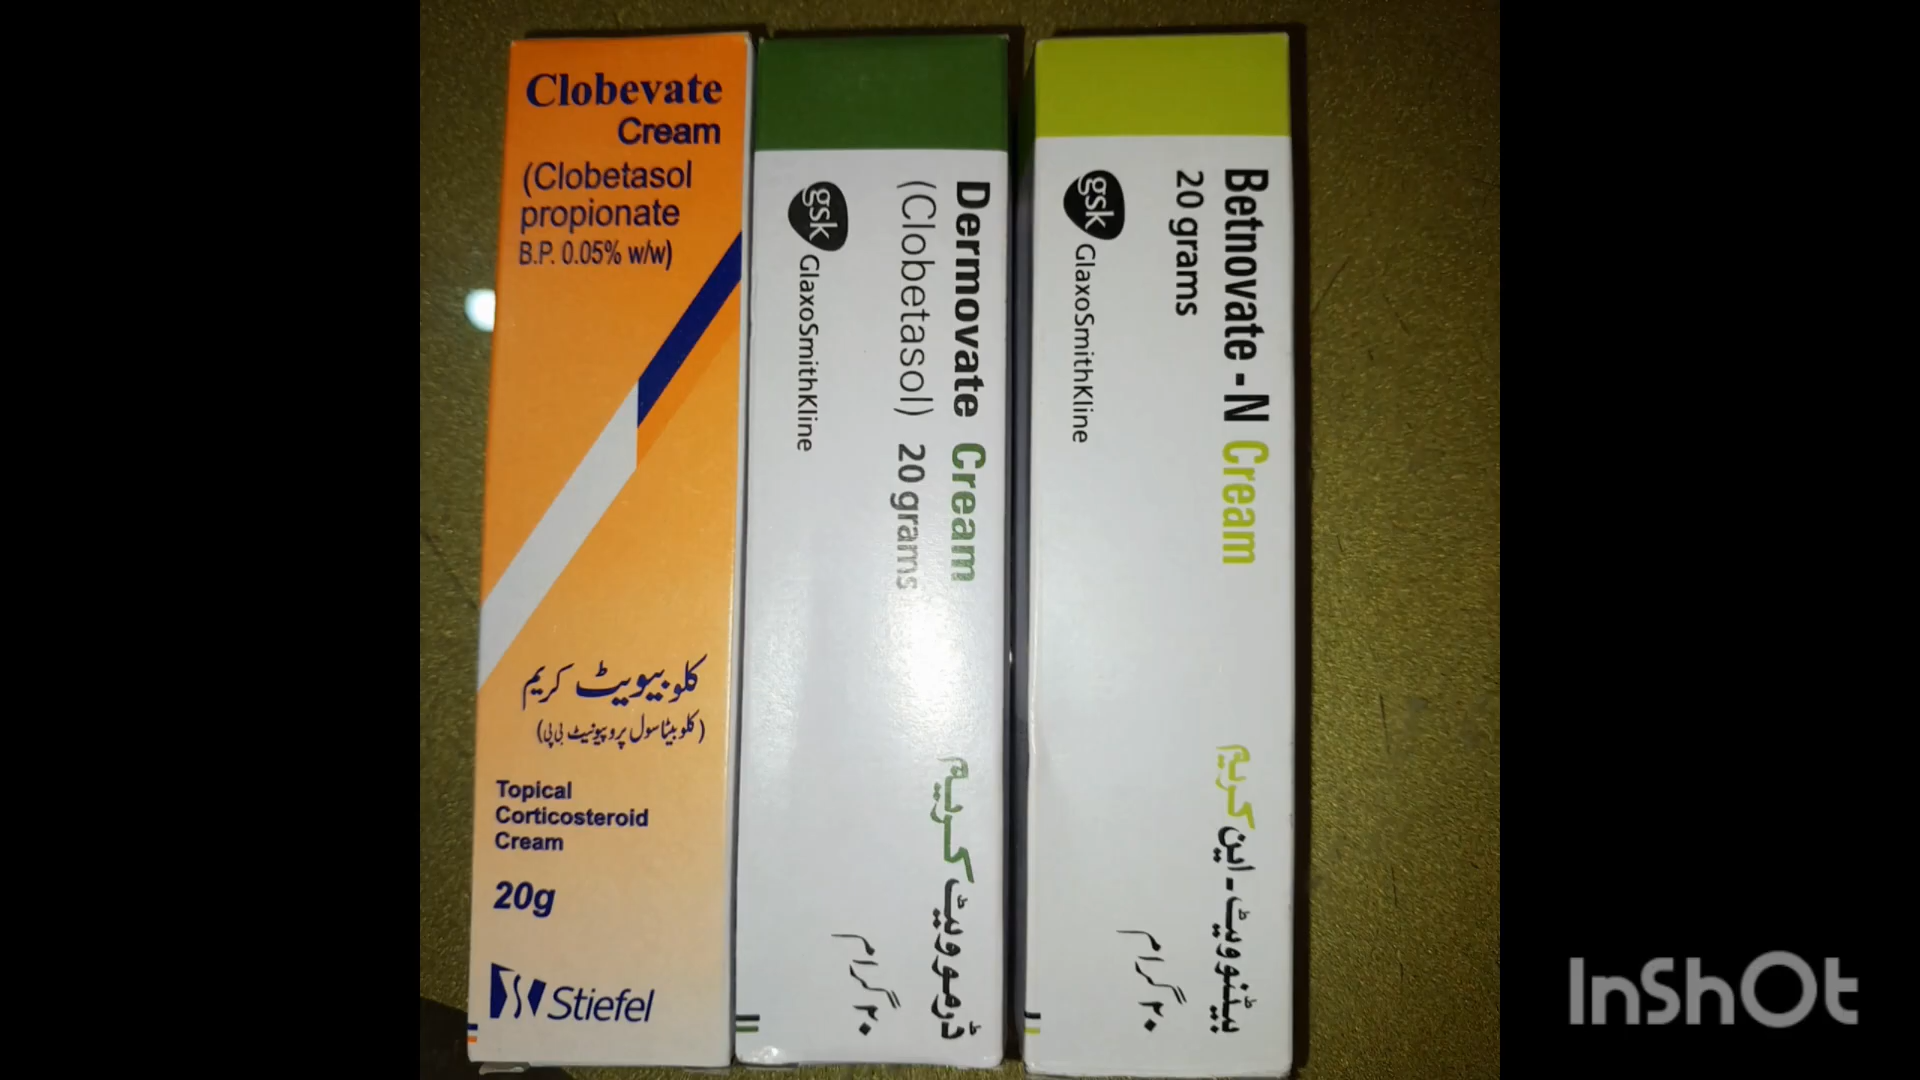 Clobevate
Cream
(Clobetasol
propionate
B.P. 0.05% w/w)
کلوبیویٹ کریم
(کلوبیٹاسول پروپیونیٹ بی پی)
Topical
Corticosteroid
Cream
20g
Stiefel
Dermovate Cream
(Clobetasol) 20 grams
gsk GlaxoSmithKline
ڈرموویٹ کریم
۲۰ گرام
Betnovate - N Cream
20 grams
gsk GlaxoSmithKline
بیٹنوویٹ۔این کریم
۲۰ گرام
InShOt